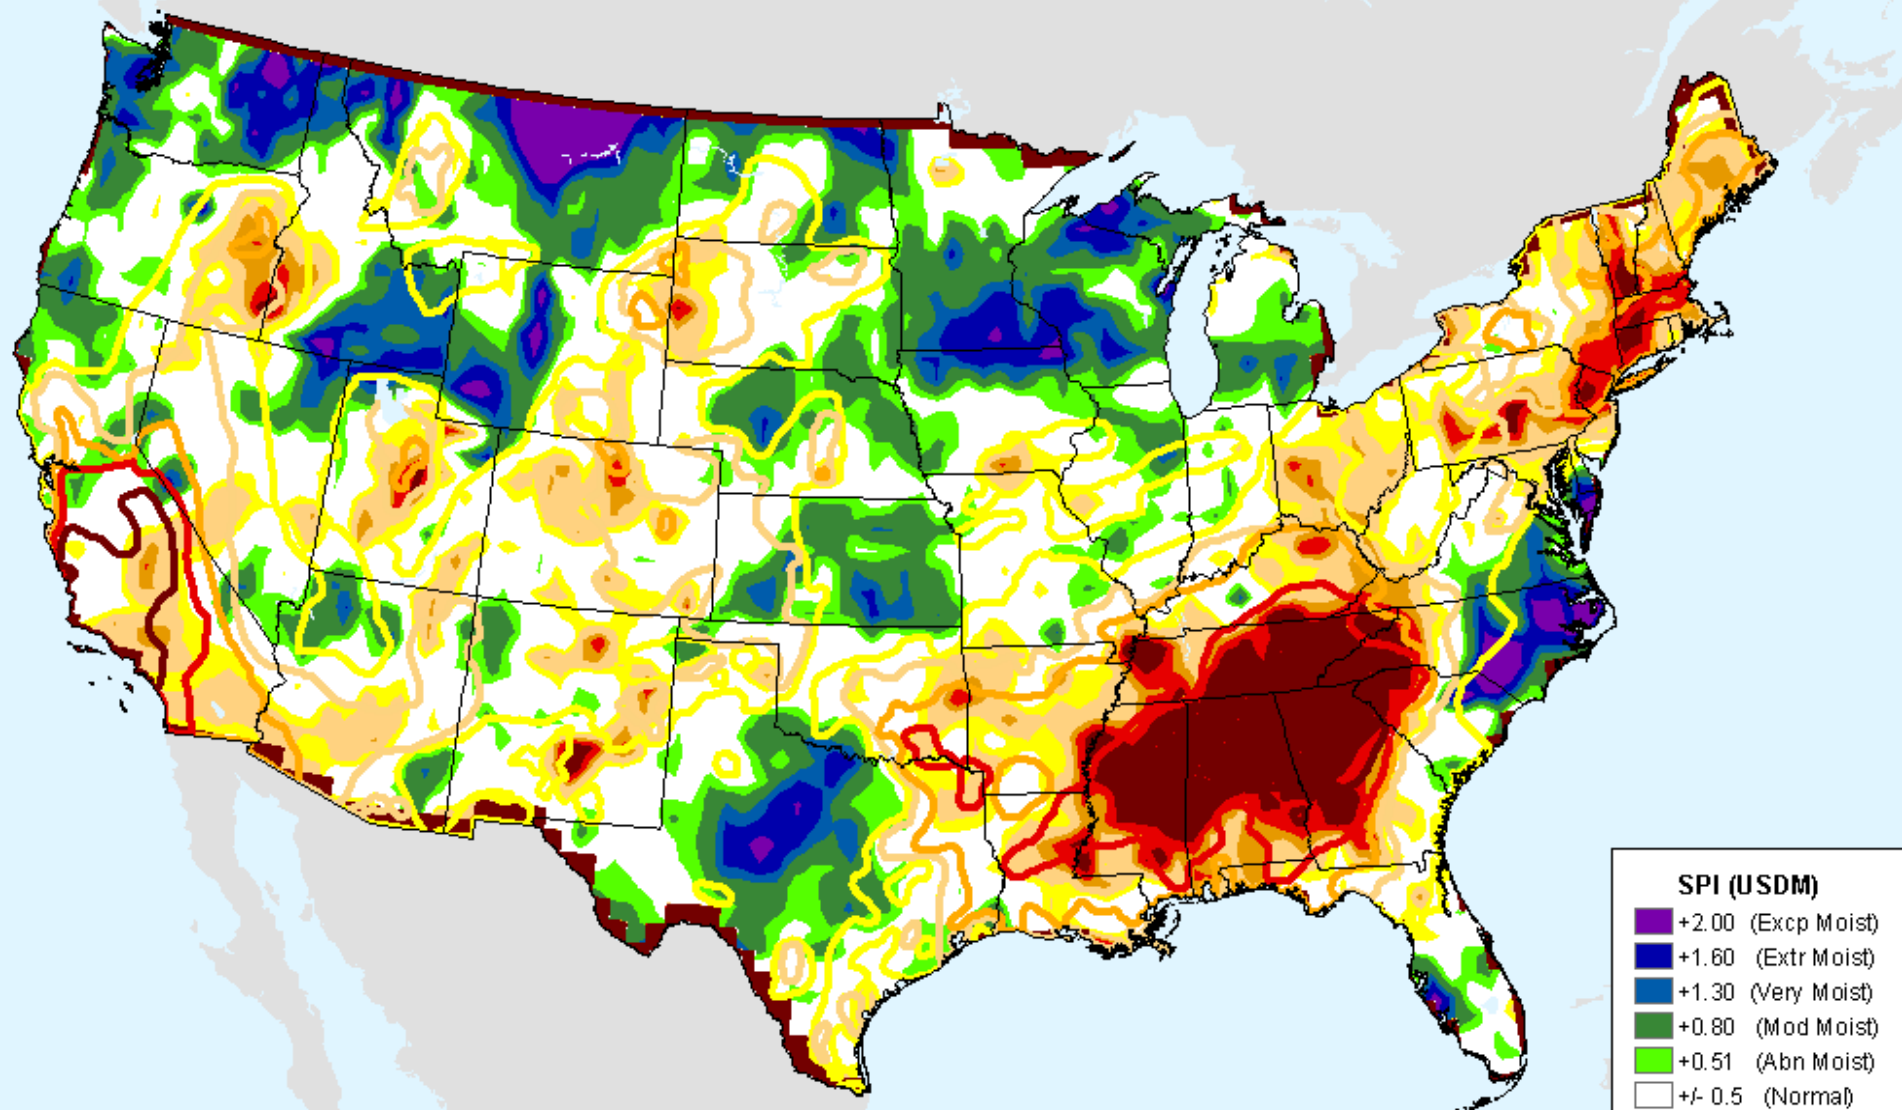 SPI (USDM)
+2.00 (Excp Moist)
+1.60 (Extr Moist)
+1.30 (Very Moist)
+0.80 (Mod Moist)
+0.51 (Abn Moist)
+/- 0.5 (Normal)